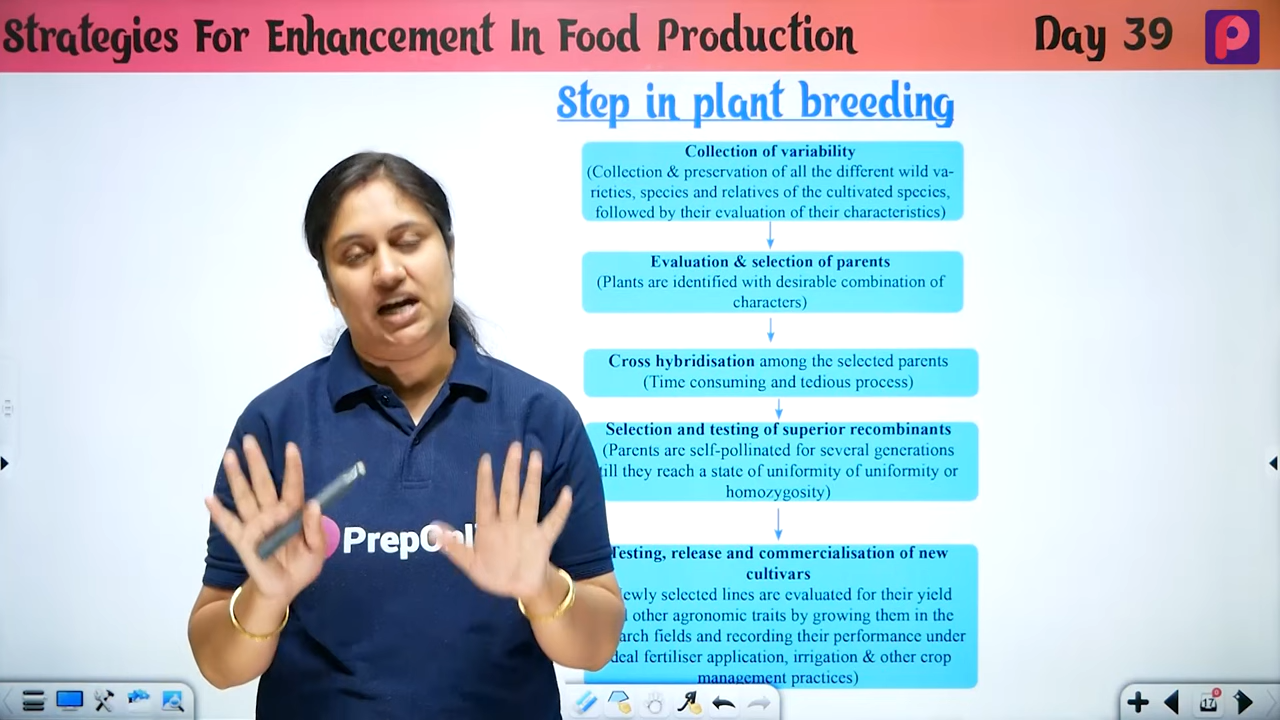 Strategies For Enhancement In Food Production
Day 39
Step in plant breeding
Collection of variability
(Collection & preservation of all the different wild va-
rieties, species and relatives of the cultivated species,
followed by their evaluation of their characteristics)
Evaluation & selection of parents
(Plants are identified with desirable combination of
characters)
Cross hybridisation among the selected parents
(Time consuming and tedious process)
Selection and testing of superior recombinants
(Parents are self-pollinated for several generations
till they reach a state of uniformity of uniformity or
homozygosity)
Testing, release and commercialisation of new
cultivars
ewly selected lines are evaluated for their yield
other agronomic traits by growing them in the
arch fields and recording their performance under
deal fertiliser application, irrigation & other crop
management practices)
PrepOnli
17